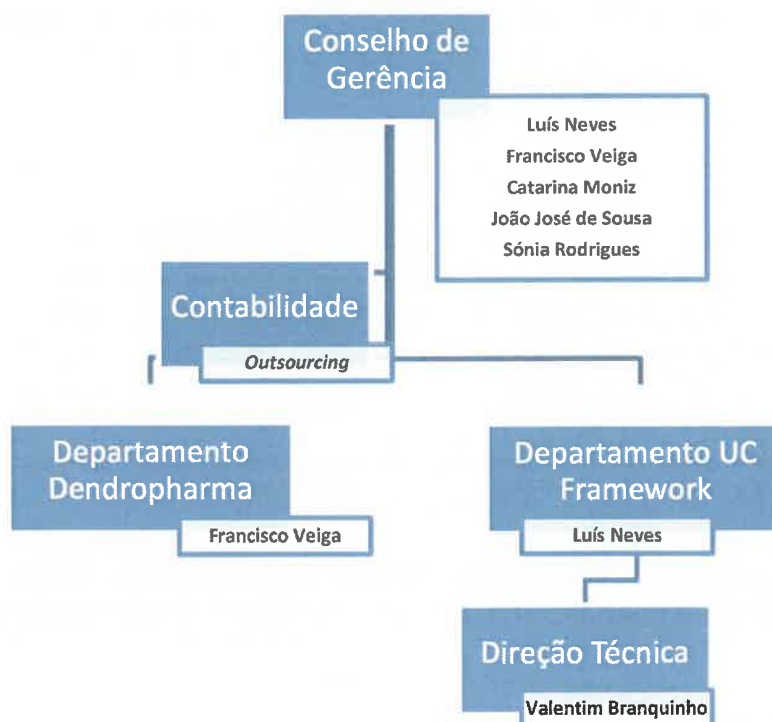 Conselho de
Gerência
Luís Neves
Francisco Veiga
Catarina Moniz
João José de Sousa
Sónia Rodrigues
Contabilidade
Outsourcing
Departamento
Dendropharma
Francisco Veiga
Departamento UC
Framework
Luís Neves
Direção Técnica
Valentim Branquinho